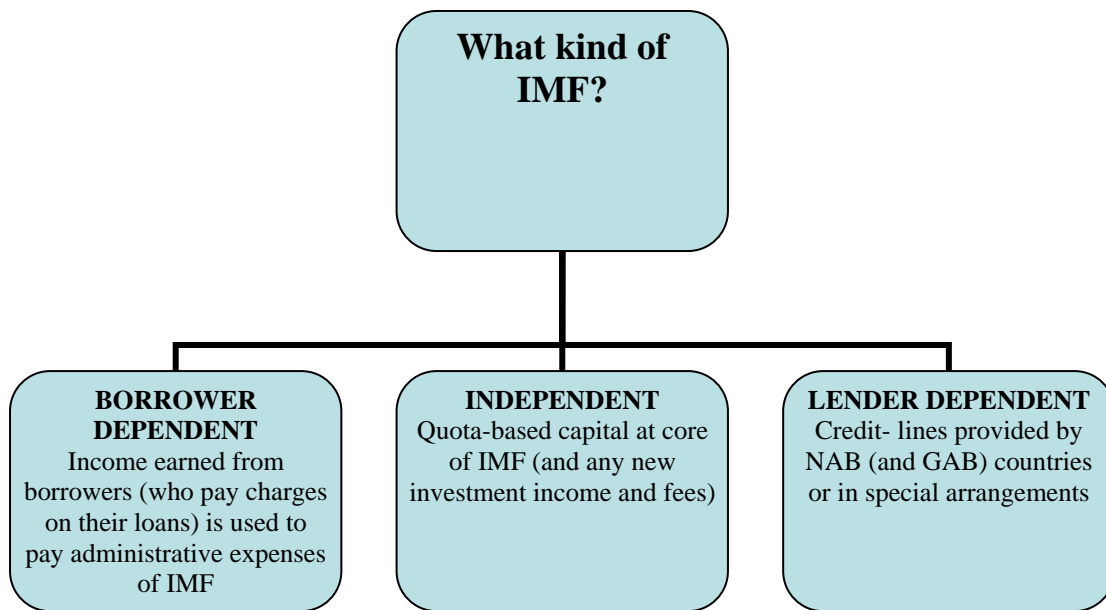 What kind of
IMF?
BORROWER
DEPENDENT
Income earned from
borrowers (who pay charges
on their loans) is used to
pay administrative expenses
of IMF
INDEPENDENT
Quota-based capital at core
of IMF (and any new
investment income and fees)
LENDER DEPENDENT
Credit- lines provided by
NAB (and GAB) countries
or in special arrangements